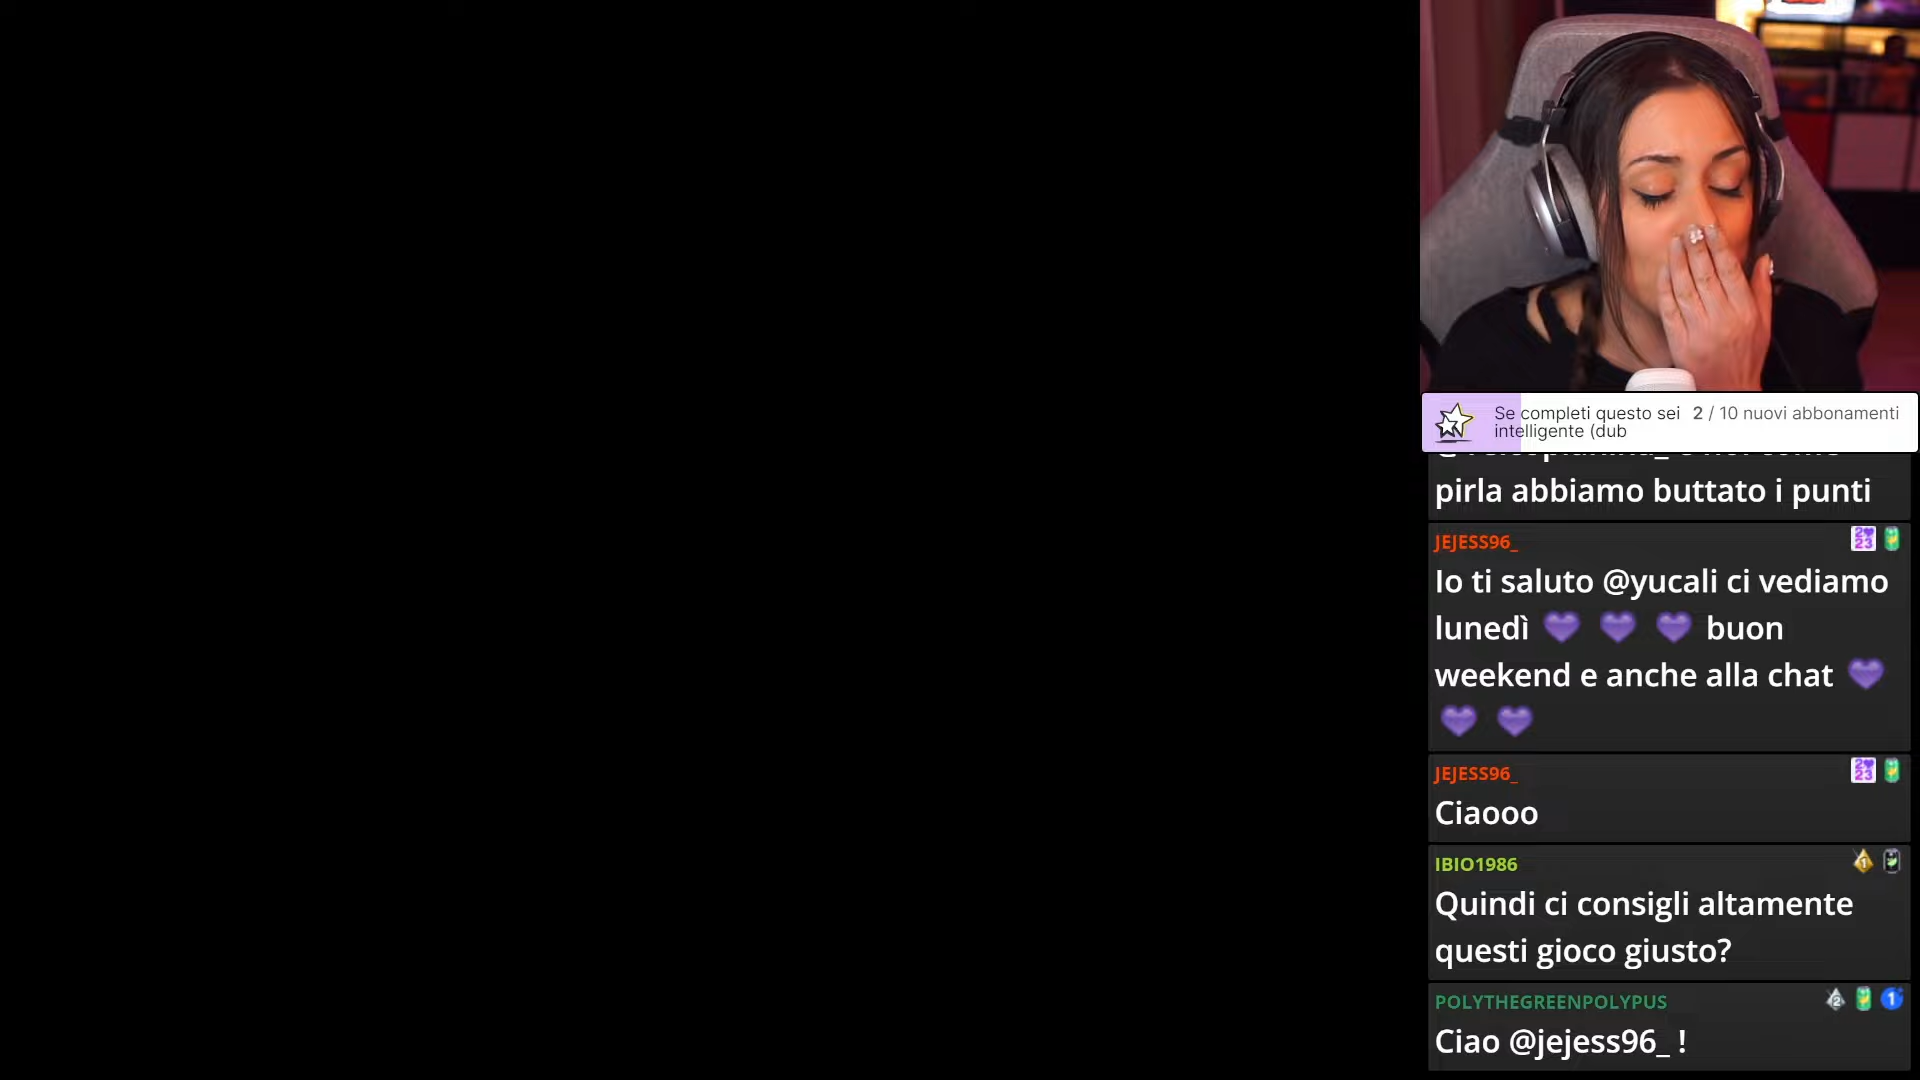 Se completi questo sei 2 / 10 nuovi abbonamenti
intelligente (dub
pirla abbiamo buttato i punti
JEJESS96_
Io ti saluto @yucali ci vediamo
lunedì 💜 💜 💜 buon
weekend e anche alla chat 💜
💜 💜
JEJESS96_
Ciaooo
IBIO1986
Quindi ci consigli altamente
questi gioco giusto?
POLYTHEGREENPOLYPUS
Ciao @jejess96_ !